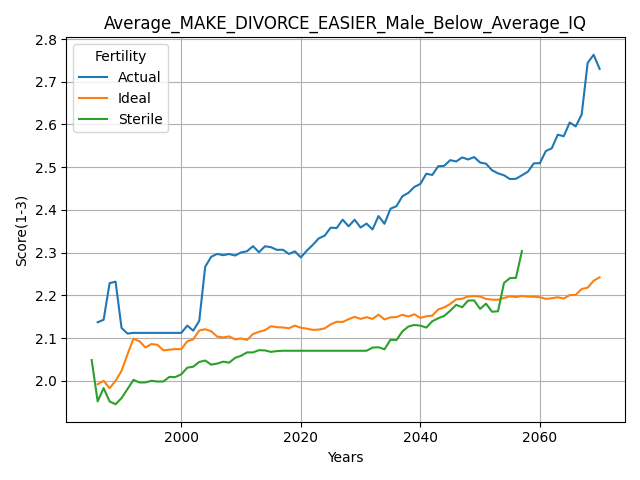 Average_MAKE_DIVORCE_EASIER_Male_Below_Average_IQ
Fertility
Actual
Ideal
Sterile
Score(1-3)
2.8
2.7
2.6
2.5
2.4
2.3
2.2
2.1
2.0
2000
2020
2040
2060
Years